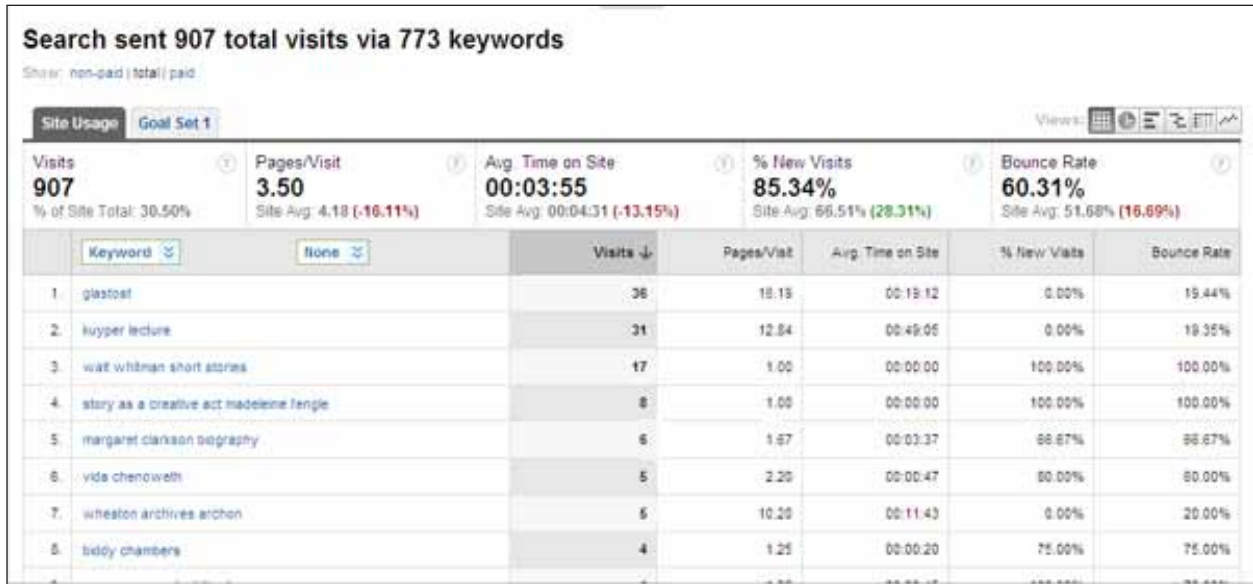 Search sent 907 total visits via 773 keywords
Show: non-paid | total | paid
Site Usage Goal Set 1 Views:
Visits Pages/Visit Avg. Time on Site % New Visits Bounce Rate
907 3.50 00:03:55 85.34% 60.31%
% of Site Total: 30.50% Site Avg: 4.18 (-16.11%) Site Avg: 00:04:31 (-13.15%) Site Avg: 66.51% (28.31%) Site Avg: 51.68% (16.69%)
Keyword None Visits Pages/Visit Avg. Time on Site % New Visits Bounce Rate
1. glastost 36 00:19:12 0.00% 19.44%
2. kuyper lecture 31 12.84 00:49:05 0.00% 19.35%
3. walt whitman short stories 17 1.00 00:00:00 100.00% 100.00%
4. story as a creative act madeleine l'engle 8 1.00 00:00:00 100.00% 100.00%
5. margaret clarkson biography 6 1.67 00:03:37 66.67% 66.67%
6. vida chenoweth 5 2.20 00:00:47 60.00%
7. wheaton archives archon 5 10.20 00:11:43 0.00% 20.00%
8. biddy chambers 4 1.25 00:00:20 75.00% 75.00%